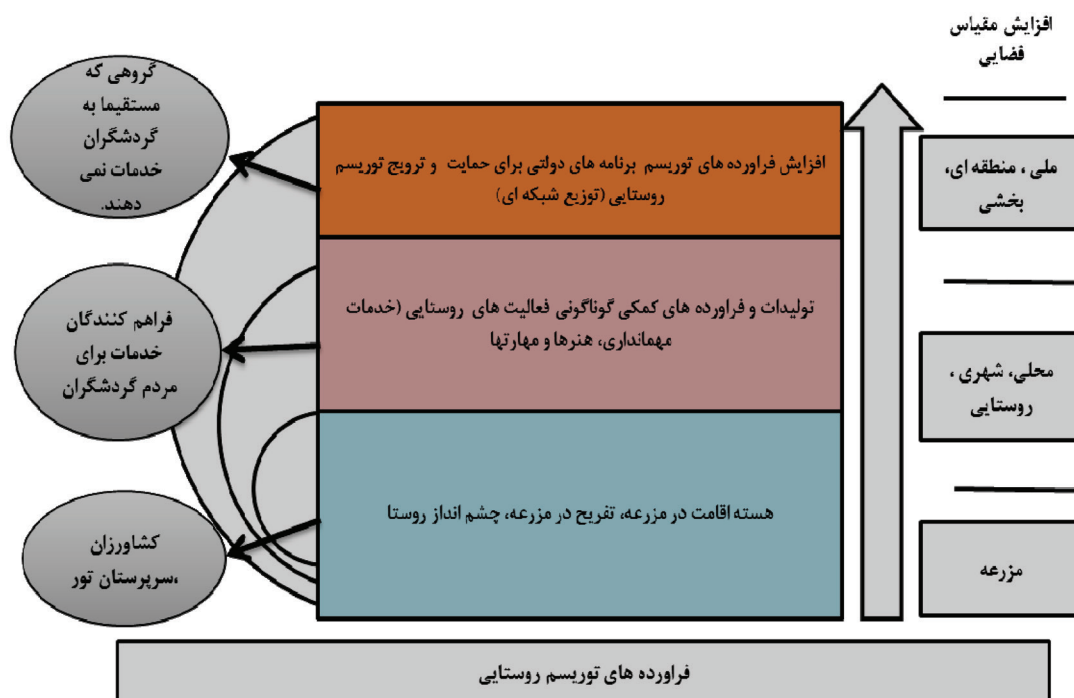 افزایش مقیاس
فضایی
ملی ، منطقه ای،
بخشی
محلی، شهری ،
روستایی
مزرعه
افزایش فراورده های توریسم برنامه های دولتی برای حمایت و ترویج توریسم
روستایی (توزیع شبکه ای)
تولیدات و فراورده های کمکی گوناگونی فعالیت های روستایی (خدمات
مهمانداری، هنرها و مهارتها
هسته اقامت در مزرعه، تفریح در مزرعه، چشم انداز روستا
گروهی که
مستقیما به
گردشگران
خدمات نمی
دهند.
فراهم کنندگان
خدمات برای
مردم گردشگران
کشاورزان
،سرپرستان تور
فراورده های توریسم روستایی